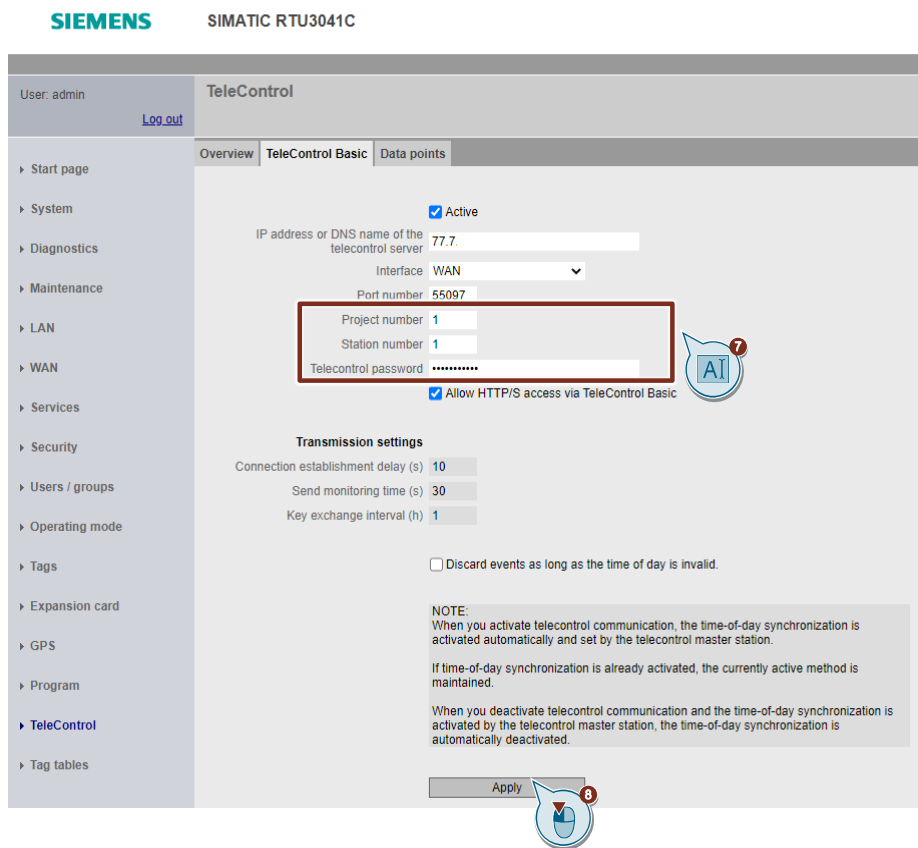 SIEMENS SIMATIC RTU3041C
User: admin
Log out
TeleControl
Overview TeleControl Basic Data points
Start page
System
Diagnostics
Maintenance
LAN
WAN
Services
Security
Users / groups
Operating mode
Tags
Expansion card
GPS
Program
TeleControl
Tag tables
Active
IP address or DNS name of the
telecontrol server 77.7.
Interface WAN
Port number 55097
Project number 1
Station number 1
Telecontrol password •••••••••••
Allow HTTP/S access via TeleControl Basic
AI 7
Transmission settings
Connection establishment delay (s) 10
Send monitoring time (s) 30
Key exchange interval (h) 1
Discard events as long as the time of day is invalid.
NOTE:
When you activate telecontrol communication, the time-of-day synchronization is
activated automatically and set by the telecontrol master station.
If time-of-day synchronization is already activated, the currently active method is
maintained.
When you deactivate telecontrol communication and the time-of-day synchronization is
activated by the telecontrol master station, the time-of-day synchronization is
automatically deactivated.
Apply
8